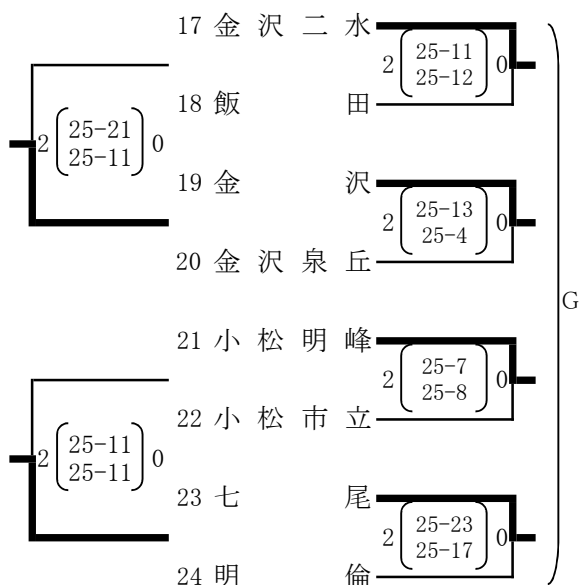 17 金沢二水
2 25-11 0
25-12
18 飯田
2 25-21 0
25-11
19 金沢
2 25-13 0
25-4
20 金沢泉丘
G
21 小松明峰
2 25-7 0
25-8
22 小松市立
2 25-11 0
25-11
23 七尾
2 25-23 0
25-17
24 明倫